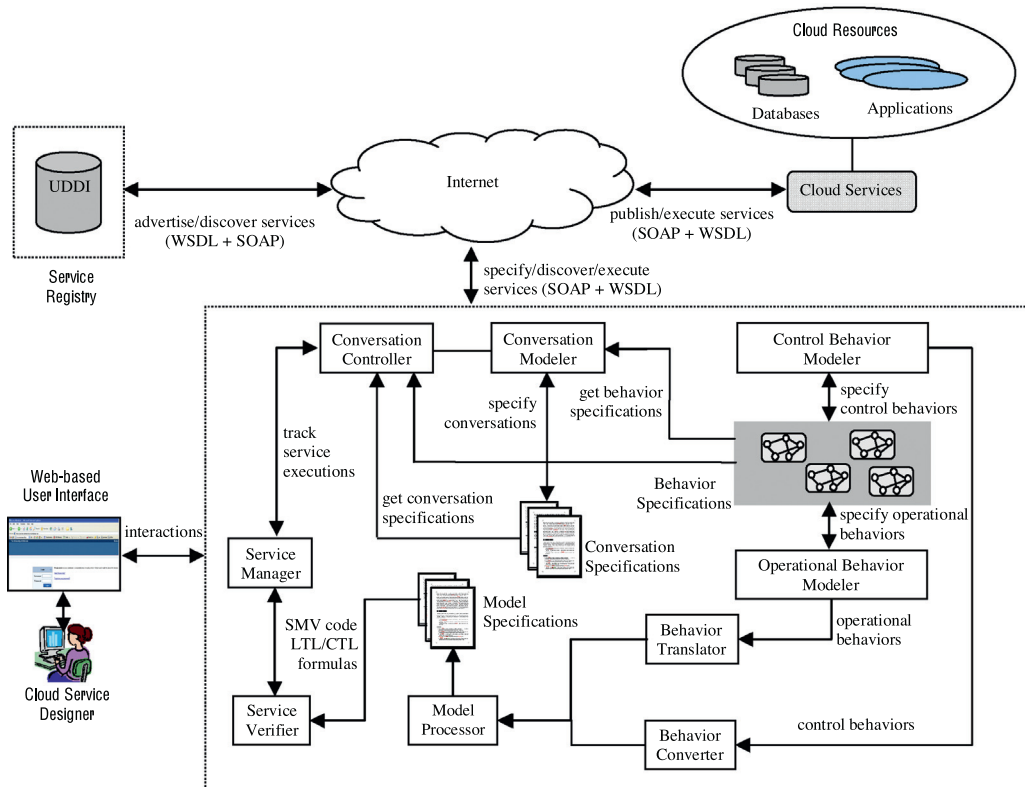 Cloud Resources
Databases
Applications
UDDI
Internet
Cloud Services
advertise/discover services
(WSDL + SOAP)
publish/execute services
(SOAP + WSDL)
Service
Registry
specify/discover/execute
services (SOAP + WSDL)
Conversation
Controller
Conversation
Modeler
Control Behavior
Modeler
specify
conversations
get behavior
specifications
specify
control behaviors
track
service
executions
Behavior
Specifications
Web-based
User Interface
get conversation
specifications
specify operational
behaviors
interactions
Service
Manager
Conversation
Specifications
Operational Behavior
Modeler
SMV code
LTL/CTL
formulas
Model
Specifications
Behavior
Translator
operational
behaviors
Cloud Service
Designer
Service
Verifier
Model
Processor
Behavior
Converter
control behaviors